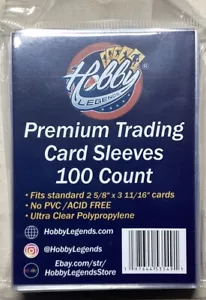 Hobby
LEGENDS
Premium Trading
Card Sleeves
100 Count
• Fits standard 2 5/8" x 3 11/16" cards
• No PVC /ACID FREE
• Ultra Clear Polypropylene
HobbyLegends.com
@HobbyLegends
Ebay.com/str/
HobbyLegendsStore